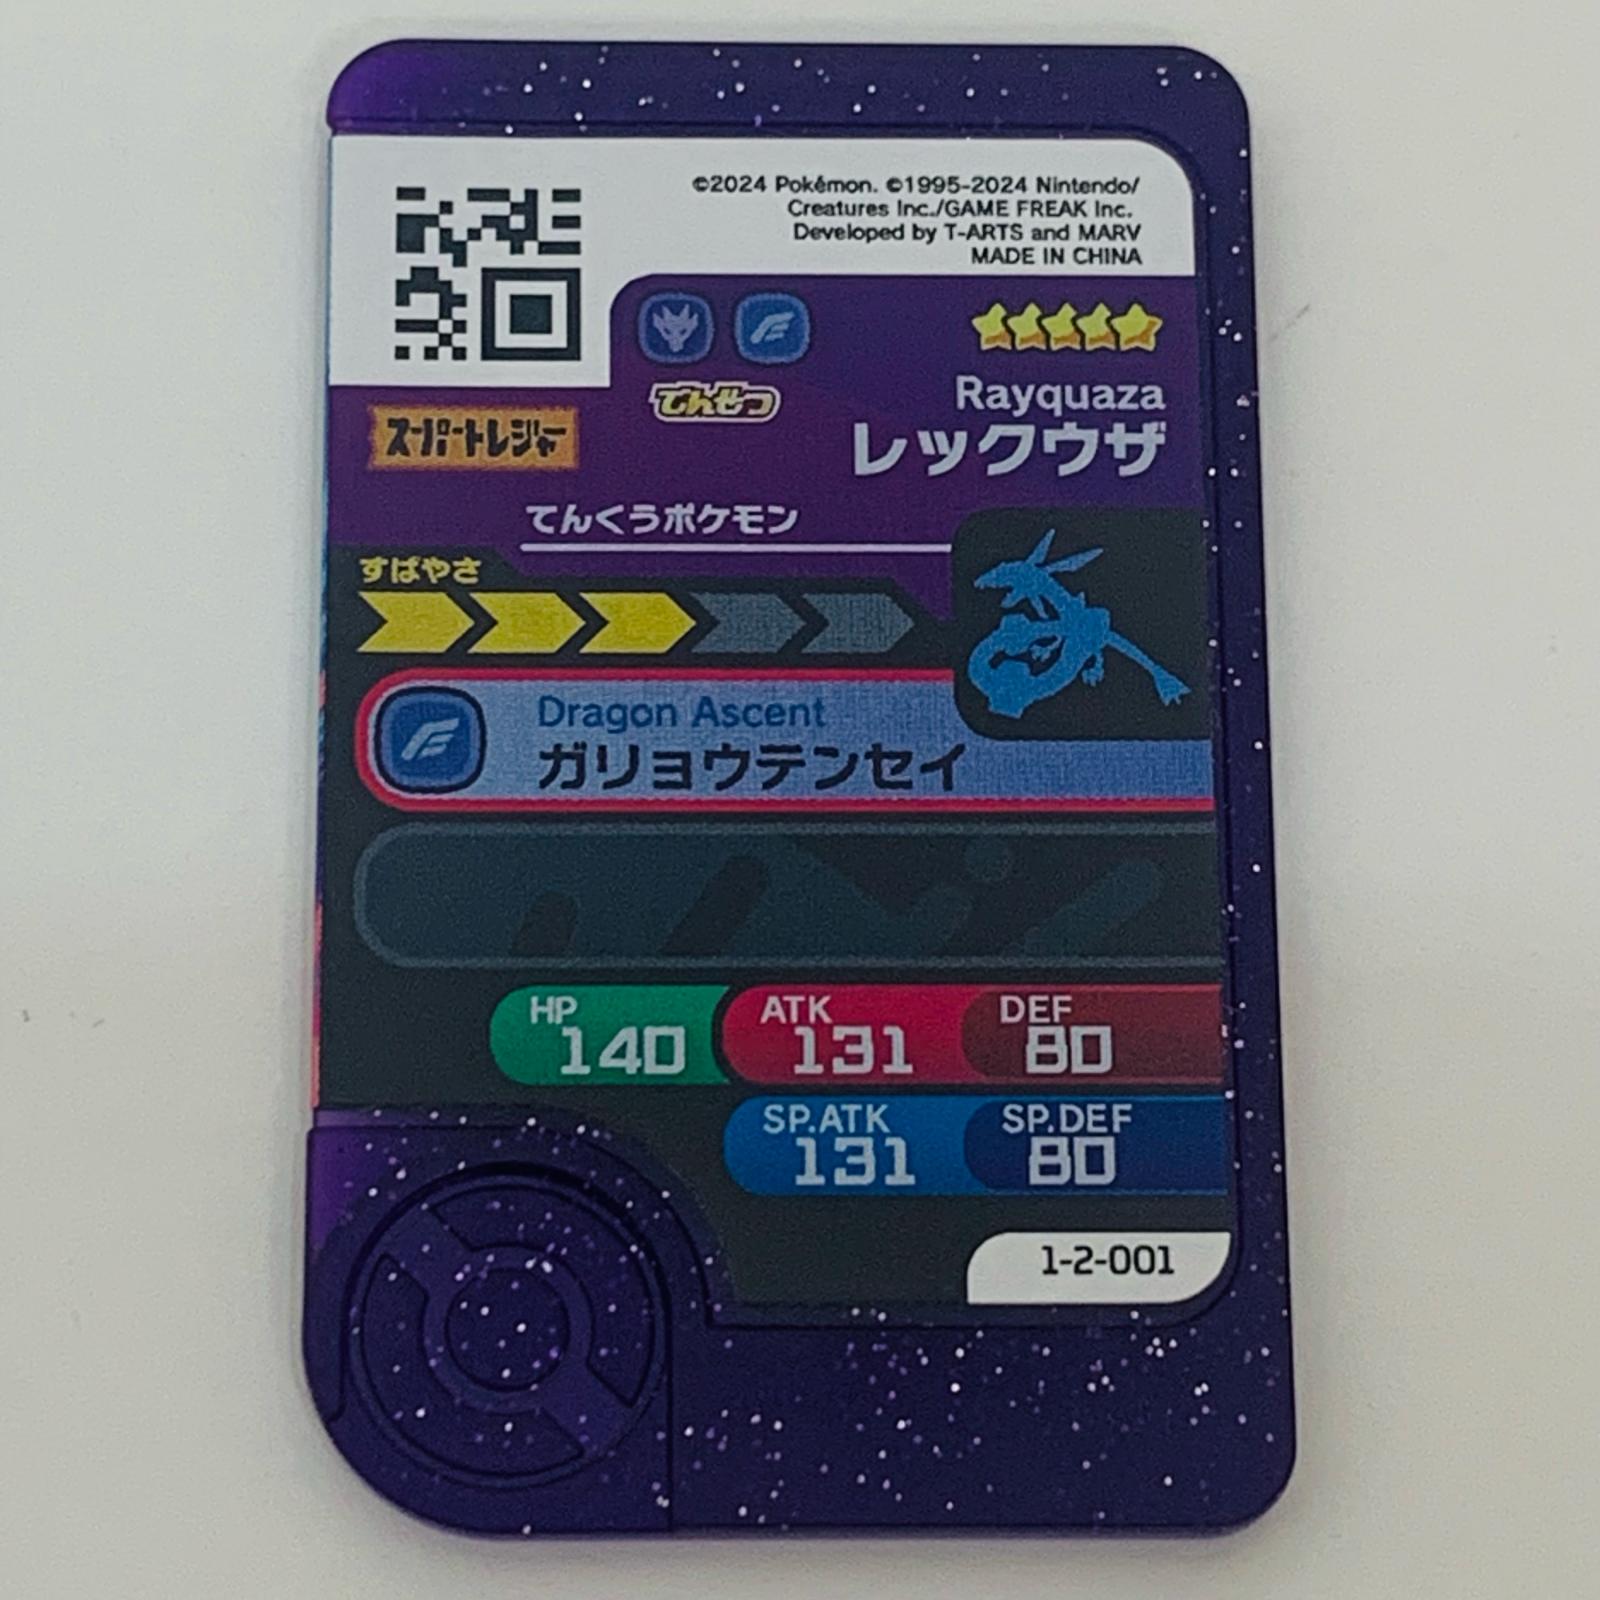 ©2024 Pokémon. ©1995-2024 Nintendo/
Creatures Inc./GAME FREAK Inc.
Developed by T-ARTS and MARV
MADE IN CHINA
でんせつ
Rayquaza
スーパートレジャー
レックウザ
てんくうポケモン
すばやさ
Dragon Ascent
ガリョウテンセイ
HP 140
ATK 131
DEF 80
SP.ATK 131
SP.DEF 80
1-2-001